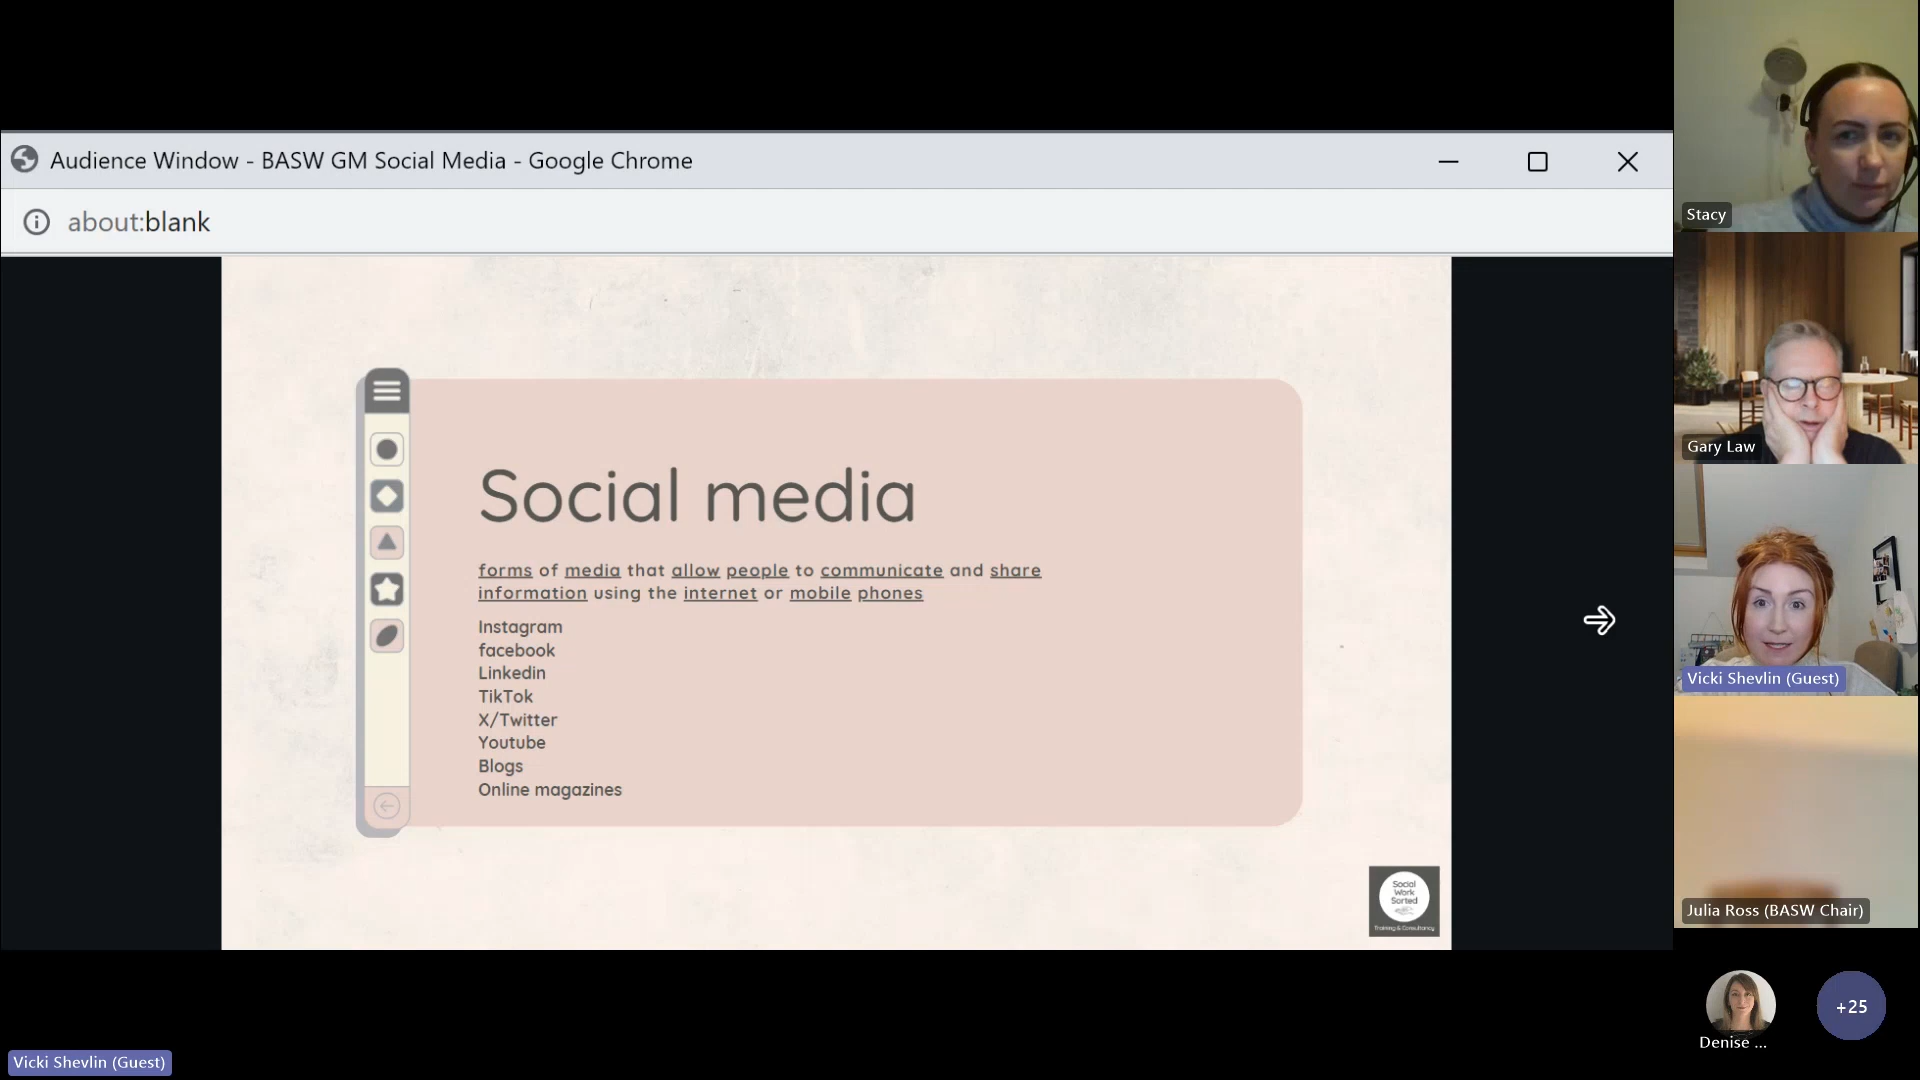 Audience Window - BASW GM Social Media - Google Chrome
about:blank
Social media
forms of media that allow people to communicate and share
information using the internet or mobile phones
Instagram
facebook
Linkedin
TikTok
X/Twitter
Youtube
Blogs
Online magazines
Social
Work
Sorted
Training & Consultancy
Stacy
Gary Law
Vicki Shevlin (Guest)
Julia Ross (BASW Chair)
Denise ...
+25
Vicki Shevlin (Guest)